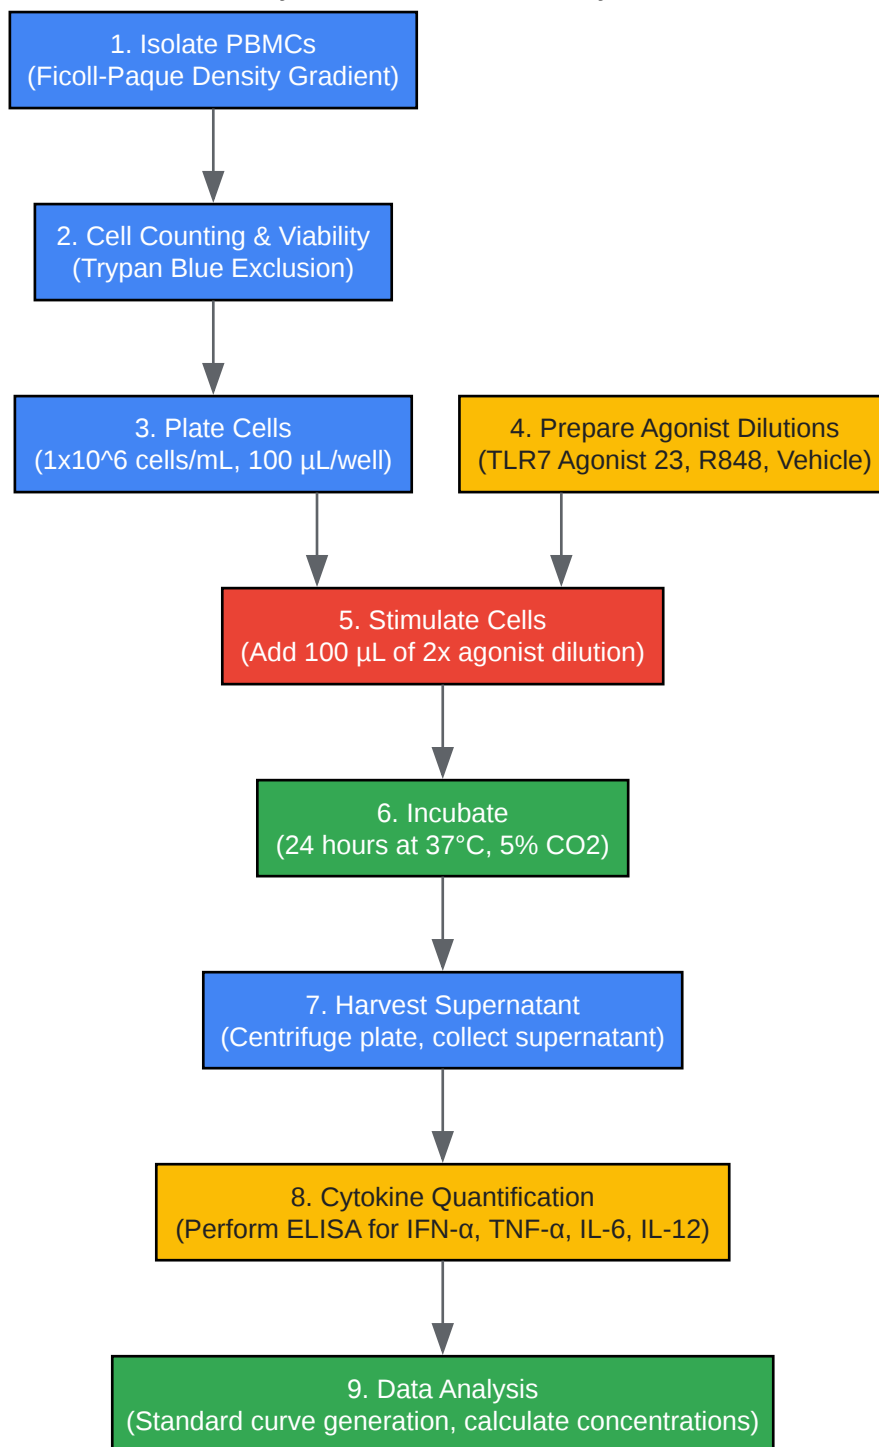 1. Isolate PBMCs
(Ficoll-Paque Density Gradient)
2. Cell Counting & Viability
(Trypan Blue Exclusion)
3. Plate Cells
(1x10^6 cells/mL, 100 µL/well)
4. Prepare Agonist Dilutions
(TLR7 Agonist 23, R848, Vehicle)
5. Stimulate Cells
(Add 100 µL of 2x agonist dilution)
6. Incubate
(24 hours at 37°C, 5% CO2)
7. Harvest Supernatant
(Centrifuge plate, collect supernatant)
8. Cytokine Quantification
(Perform ELISA for IFN-α, TNF-α, IL-6, IL-12)
9. Data Analysis
(Standard curve generation, calculate concentrations)